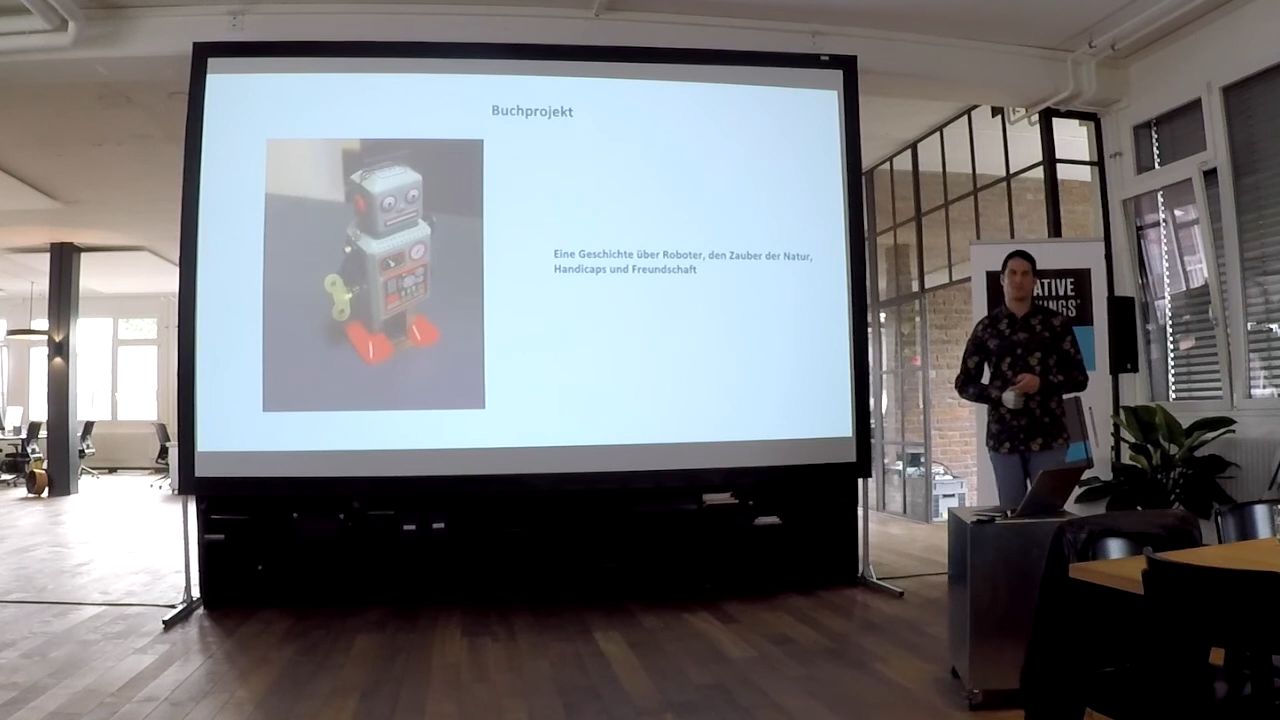 Buchprojekt
Eine Geschichte über Roboter, den Zauber der Natur,
Handicaps und Freundschaft